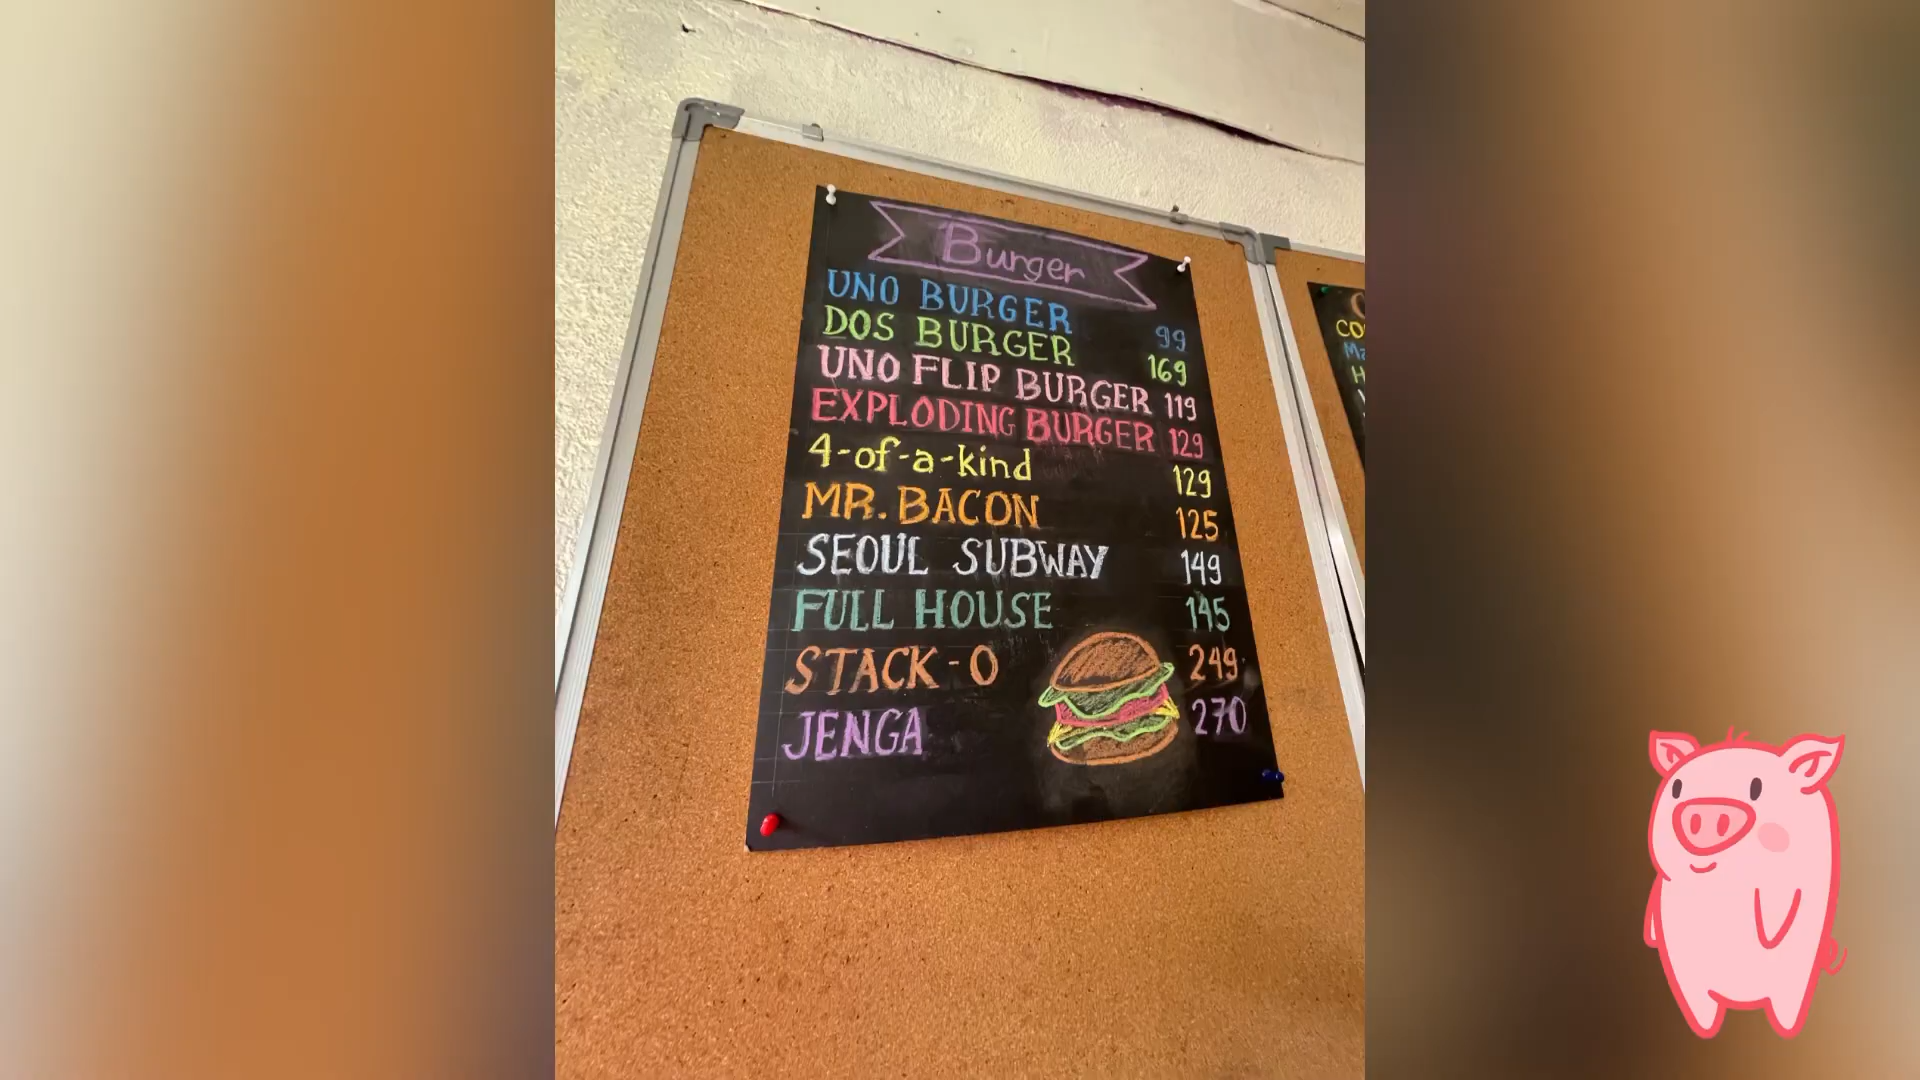 Burger
UNO BURGER 99
DOS BURGER 169
UNO FLIP BURGER 119
EXPLODING BURGER 129
4-of-a-kind 129
MR. BACON 125
SEOUL SUBWAY 149
FULL HOUSE 145
STACK-O 249
JENGA 270